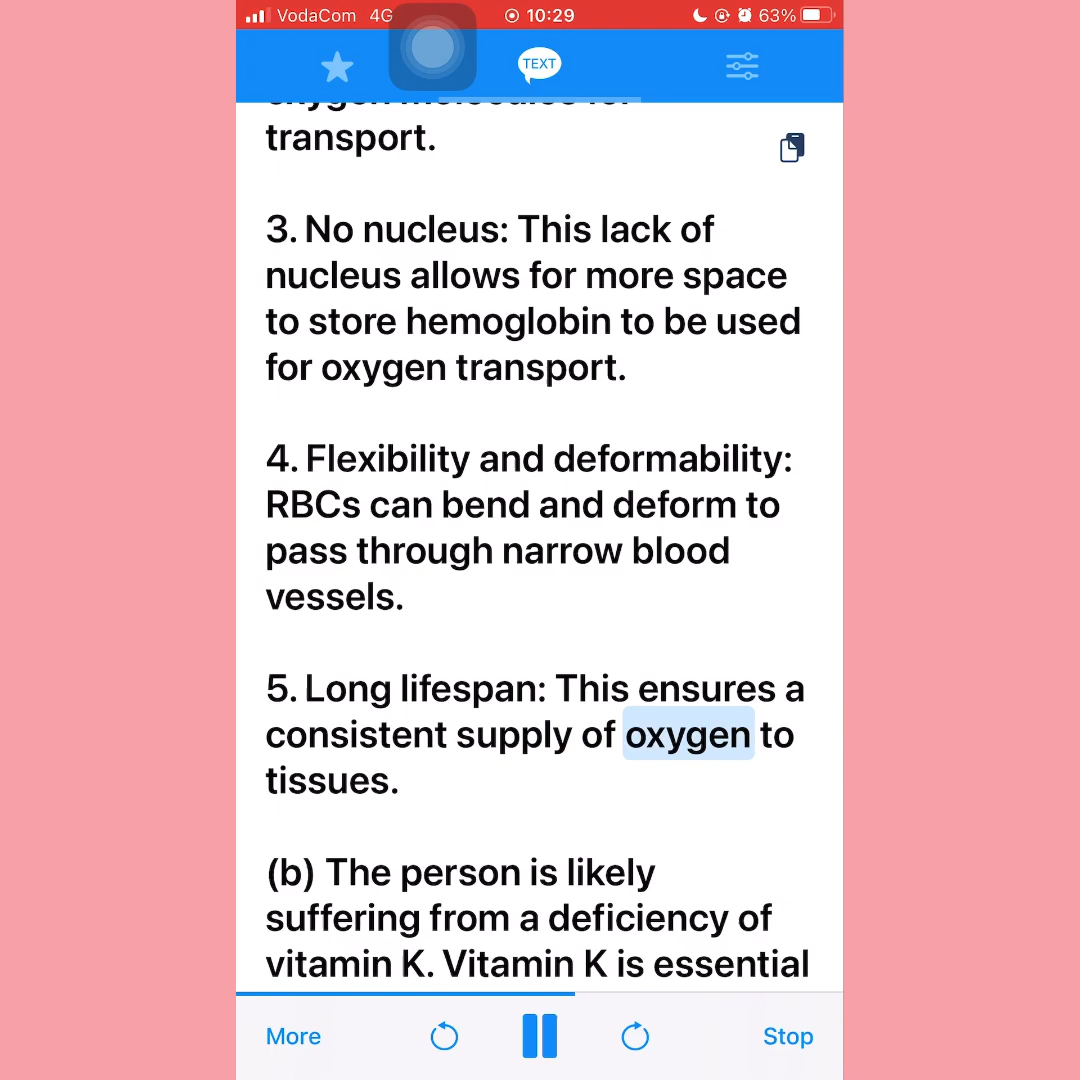 VodaCom 4G 10:29 63%
TEXT
transport.
3. No nucleus: This lack of
nucleus allows for more space
to store hemoglobin to be used
for oxygen transport.
4. Flexibility and deformability:
RBCs can bend and deform to
pass through narrow blood
vessels.
5. Long lifespan: This ensures a
consistent supply of oxygen to
tissues.
(b) The person is likely
suffering from a deficiency of
vitamin K. Vitamin K is essential
More Stop